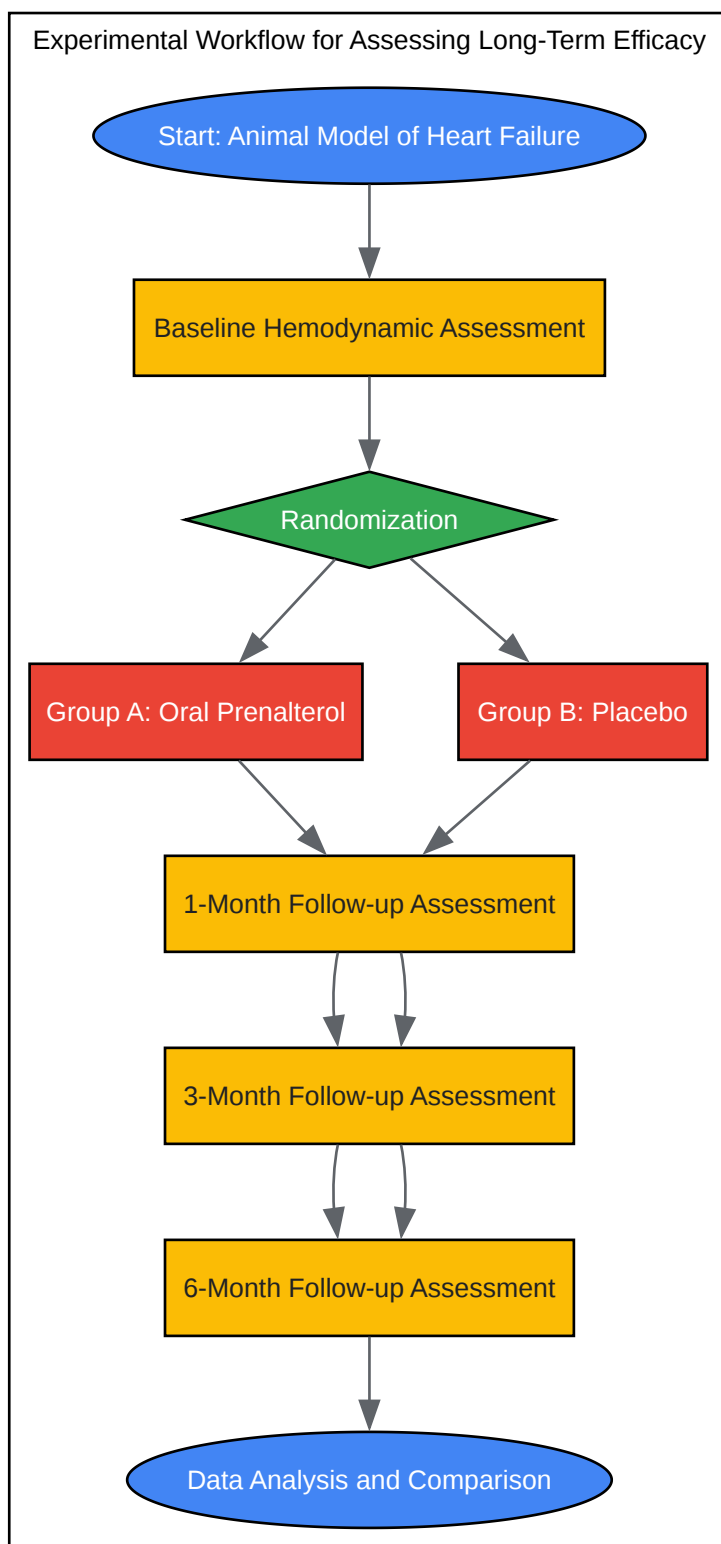 Experimental Workflow for Assessing Long-Term Efficacy
Start: Animal Model of Heart Failure
Baseline Hemodynamic Assessment
Randomization
Group A: Oral Prenalterol
Group B: Placebo
1-Month Follow-up Assessment
3-Month Follow-up Assessment
6-Month Follow-up Assessment
Data Analysis and Comparison